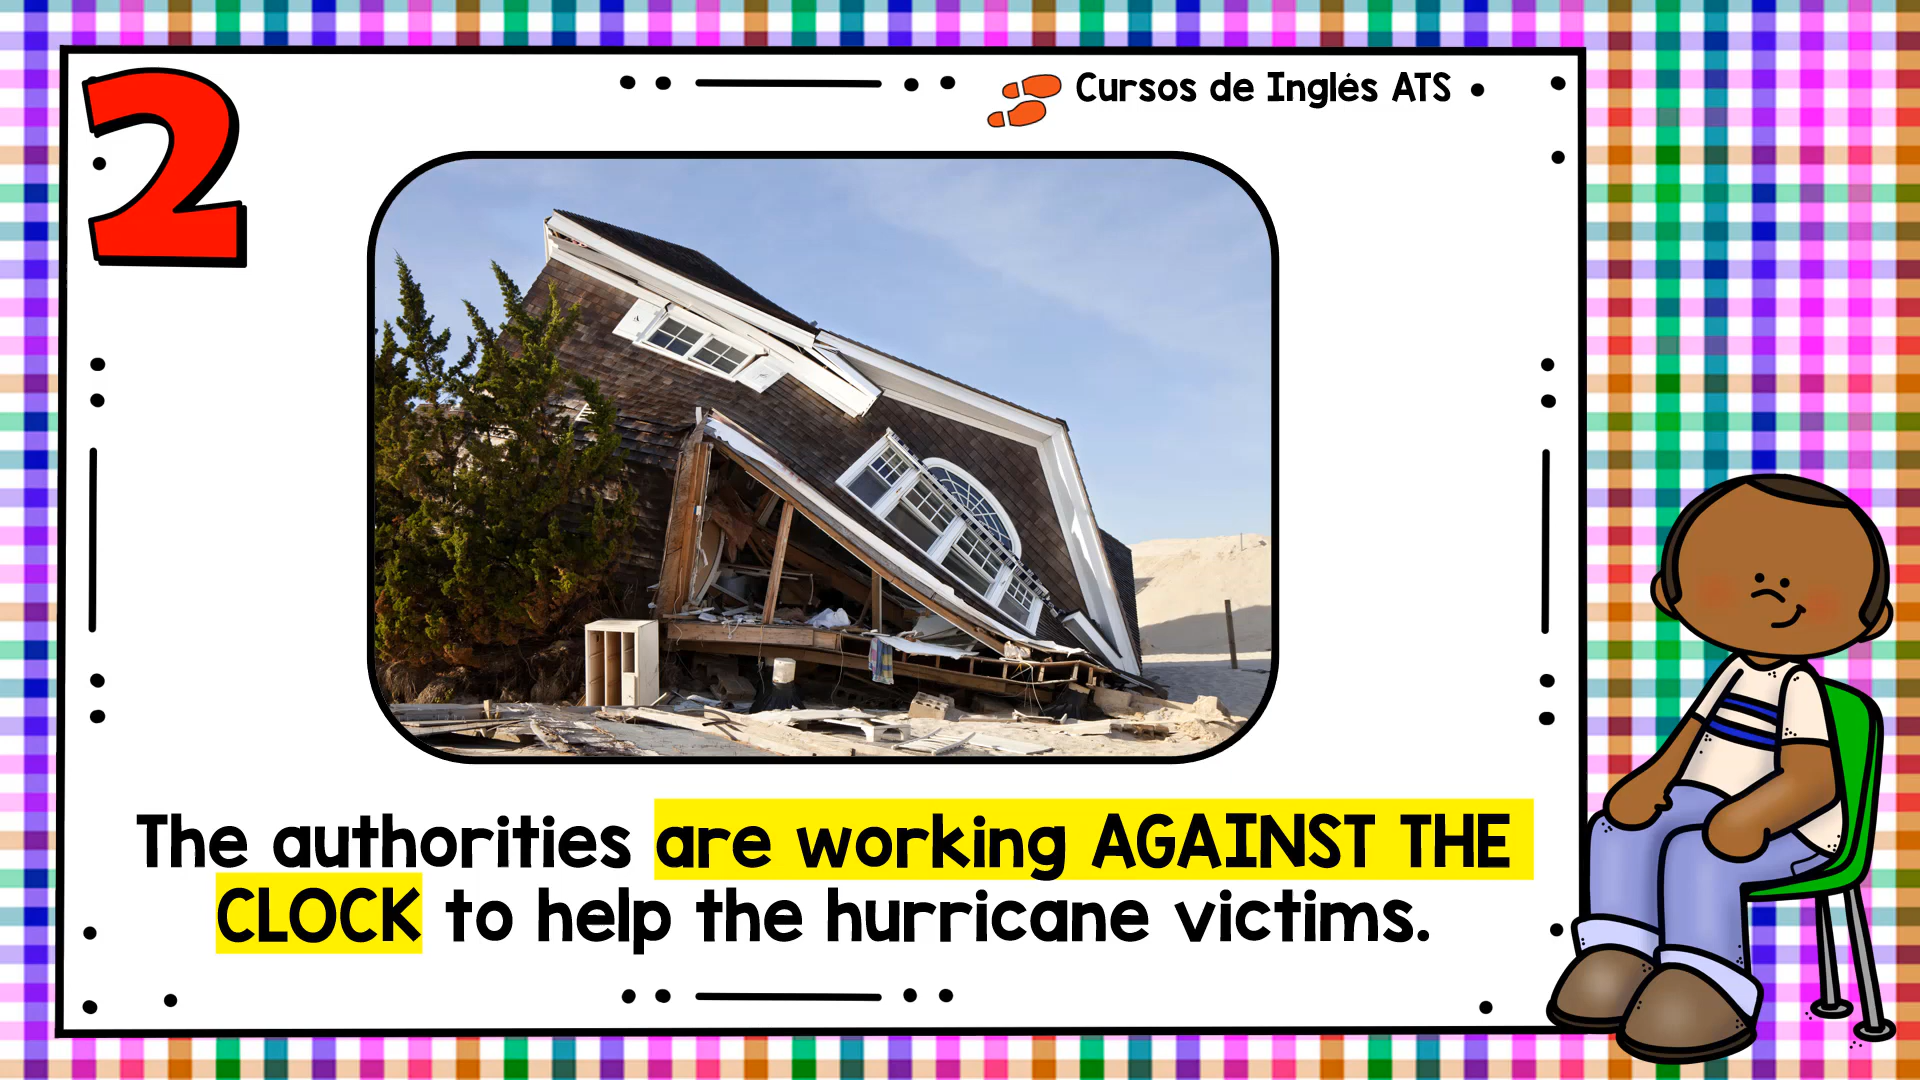 2
Cursos de Inglés ATS
The authorities are working AGAINST THE
CLOCK to help the hurricane victims.